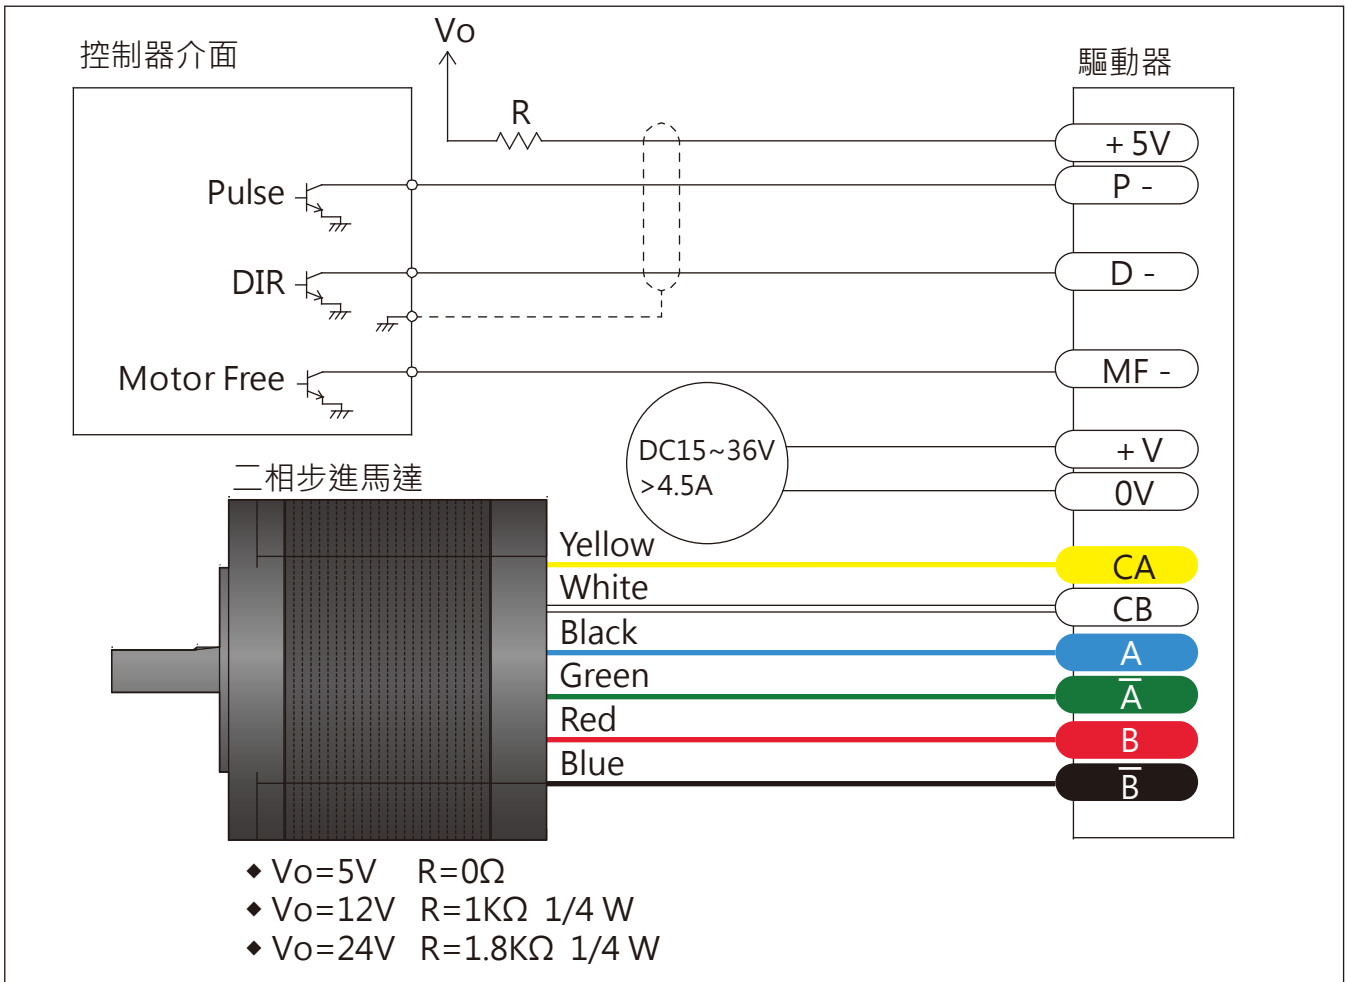 Vo
控制器介面
驅動器
R
+ 5V
Pulse
P -
DIR
D -
Motor Free
MF -
DC15~36V
>4.5A
+ V
0V
二相步進馬達
Yellow
CA
White
CB
Black
A
Green
A̅
Red
B
Blue
B̅
◆ Vo=5V R=0Ω
◆ Vo=12V R=1KΩ 1/4 W
◆ Vo=24V R=1.8KΩ 1/4 W